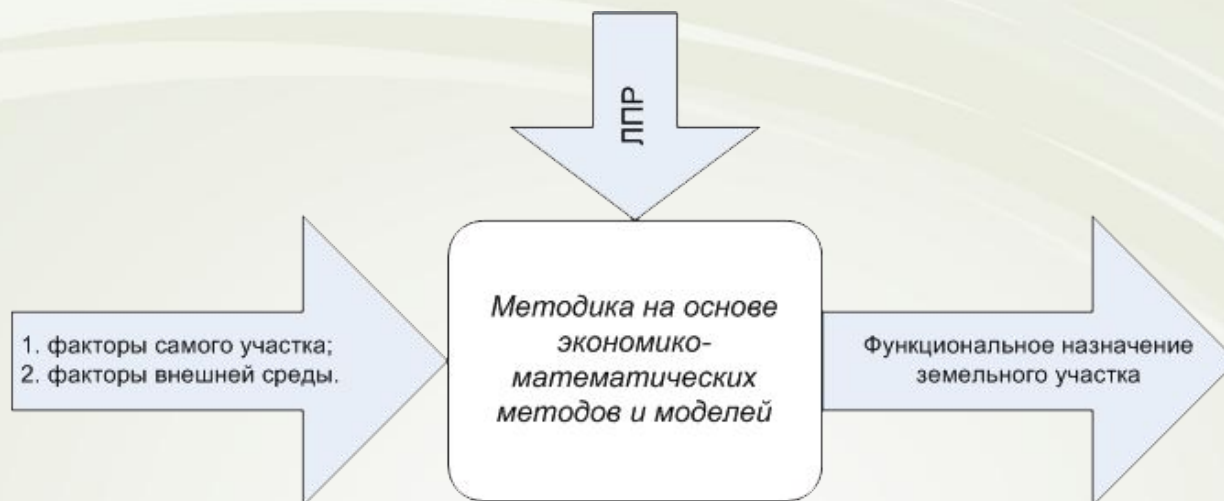 ЛПР
1. факторы самого участка;
2. факторы внешней среды.
Методика на основе
экономико-
математических
методов и моделей
Функциональное назначение
земельного участка